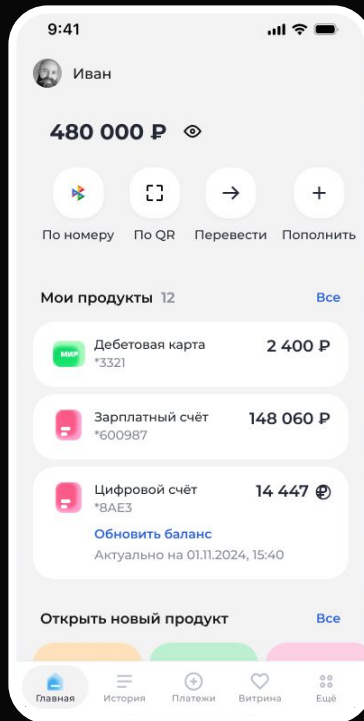 9:41
Иван
480 000 ₽
По номеру По QR Перевести Пополнить
Мои продукты 12 Все
МИР
Дебетовая карта 2 400 ₽
*3321
Зарплатный счёт 148 060 ₽
*600987
Цифровой счёт 14 447 ₽
*8AE3
Обновить баланс
Актуально на 01.11.2024, 15:40
Открыть новый продукт Все
Главная История Платежи Витрина Ещё